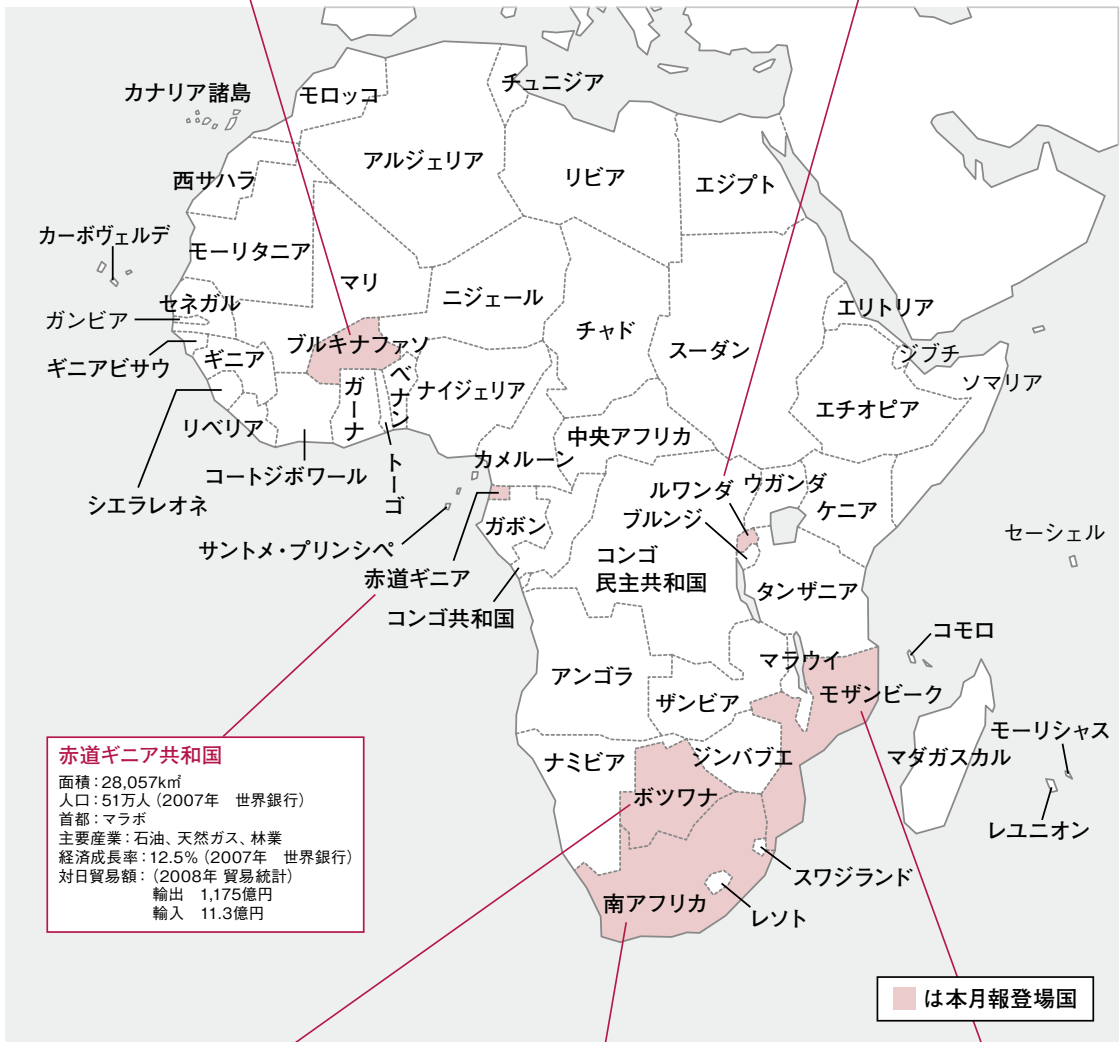 チュニジア
カナリア諸島
モロッコ
アルジェリア
リビア
エジプト
西サハラ
カーボヴェルデ
モーリタニア
マリ
ニジェール
セネガル
エリトリア
ガンビア
チャド
スーダン
ブルキナファソ
ギニア
ジブチ
ギニアビサウ
ソマリア
ベナン
ナイジェリア
ガーナ
エチオピア
リベリア
中央アフリカ
カメルーン
コートジボワール
トーゴ
シエラレオネ
ウガンダ
ルワンダ
ケニア
ブルンジ
ガボン
セーシェル
サントメ・プリンシペ
コンゴ
民主共和国
赤道ギニア
タンザニア
コンゴ共和国
コモロ
マラウイ
アンゴラ
ザンビア
モザンビーク
モーリシャス
マダガスカル
ナミビア
ジンバブエ
ボツワナ
レユニオン
スワジランド
南アフリカ
レソト
赤道ギニア共和国
面積：28,057㎢
人口：51万人（2007年　世界銀行）
首都：マラボ
主要産業：石油、天然ガス、林業
経済成長率：12.5%（2007年　世界銀行）
対日貿易額：（2008年 貿易統計）
輸出　1,175億円
輸入　11.3億円
は本月報登場国